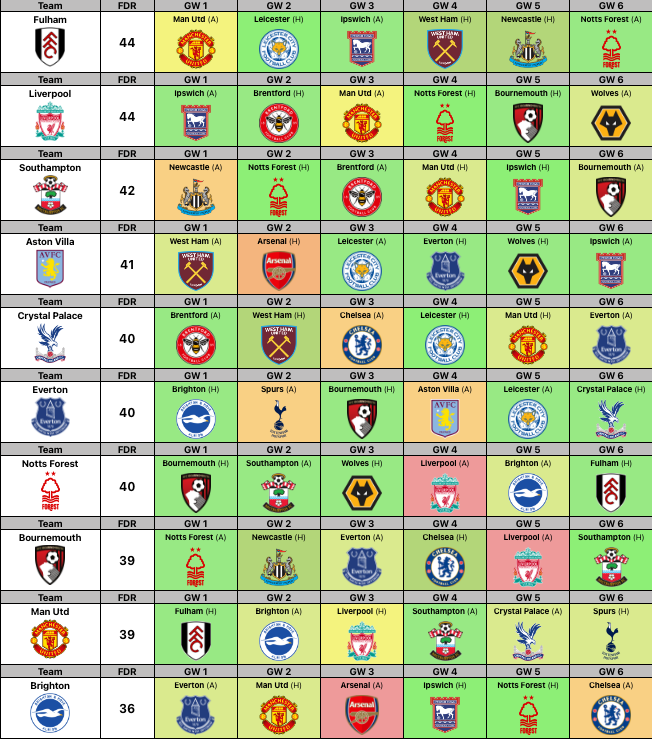 Team FDR GW 1 GW 2 GW 3 GW 4 GW 5 GW 6
Fulham 44 Man Utd (A) Leicester (H) Ipswich (A) West Ham (H) Newcastle (H) Notts Forest (A)
Team FDR GW 1 GW 2 GW 3 GW 4 GW 5 GW 6
Liverpool 44 Ipswich (A) Brentford (H) Man Utd (A) Notts Forest (H) Bournemouth (H) Wolves (A)
Team FDR GW 1 GW 2 GW 3 GW 4 GW 5 GW 6
Southampton 42 Newcastle (A) Notts Forest (H) Brentford (A) Man Utd (H) Ipswich (H) Bournemouth (A)
Team FDR GW 1 GW 2 GW 3 GW 4 GW 5 GW 6
Aston Villa 41 West Ham (A) Arsenal (H) Leicester (A) Everton (H) Wolves (H) Ipswich (A)
Team FDR GW 1 GW 2 GW 3 GW 4 GW 5 GW 6
Crystal Palace 40 Brentford (A) West Ham (H) Chelsea (A) Leicester (H) Man Utd (H) Everton (A)
Team FDR GW 1 GW 2 GW 3 GW 4 GW 5 GW 6
Everton 40 Brighton (H) Spurs (A) Bournemouth (H) Aston Villa (A) Leicester (A) Crystal Palace (H)
Team FDR GW 1 GW 2 GW 3 GW 4 GW 5 GW 6
Notts Forest 40 Bournemouth (H) Southampton (A) Wolves (H) Liverpool (A) Brighton (A) Fulham (H)
Team FDR GW 1 GW 2 GW 3 GW 4 GW 5 GW 6
Bournemouth 39 Notts Forest (A) Newcastle (H) Everton (A) Chelsea (H) Liverpool (A) Southampton (H)
Team FDR GW 1 GW 2 GW 3 GW 4 GW 5 GW 6
Man Utd 39 Fulham (H) Brighton (A) Liverpool (H) Southampton (A) Crystal Palace (A) Spurs (H)
Team FDR GW 1 GW 2 GW 3 GW 4 GW 5 GW 6
Brighton 36 Everton (A) Man Utd (H) Arsenal (A) Ipswich (H) Notts Forest (H) Chelsea (A)